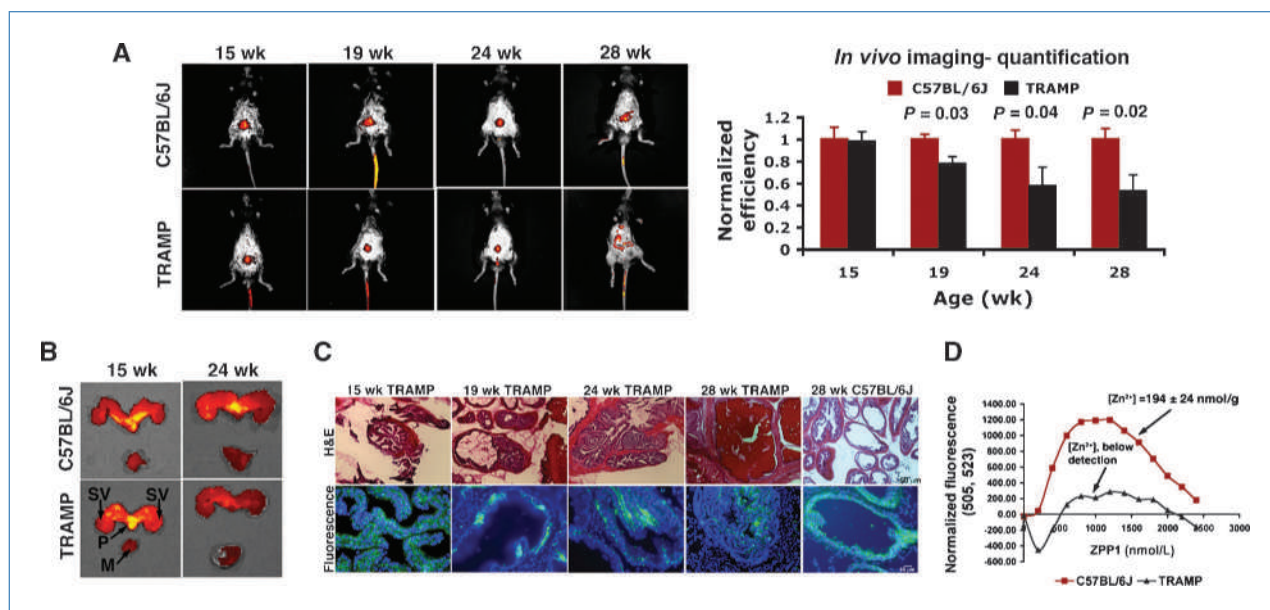 A
15 wk 19 wk 24 wk 28 wk
C57BL/6J
TRAMP
In vivo imaging- quantification
C57BL/6J TRAMP
P = 0.03 P = 0.04 P = 0.02
Normalized
efficiency
1.2
1
0.8
0.6
0.4
0.2
0
15 19 24 28
Age (wk)
B
15 wk 24 wk
C57BL/6J
TRAMP
SV SV
P
M
C
15 wk TRAMP 19 wk TRAMP 24 wk TRAMP 28 wk TRAMP 28 wk C57BL/6J
H&E
Fluorescence
D
Normalized fluorescence
(505, 523)
1400.00
1200.00
1000.00
800.00
600.00
400.00
200.00
0.00
-200.00
-400.00
-600.00
[Zn²⁺] =194 ± 24 nmol/g
[Zn²⁺], below
detection
500 1000 1500 2000 2500 3000
ZPP1 (nmol/L)
C57BL/6J TRAMP